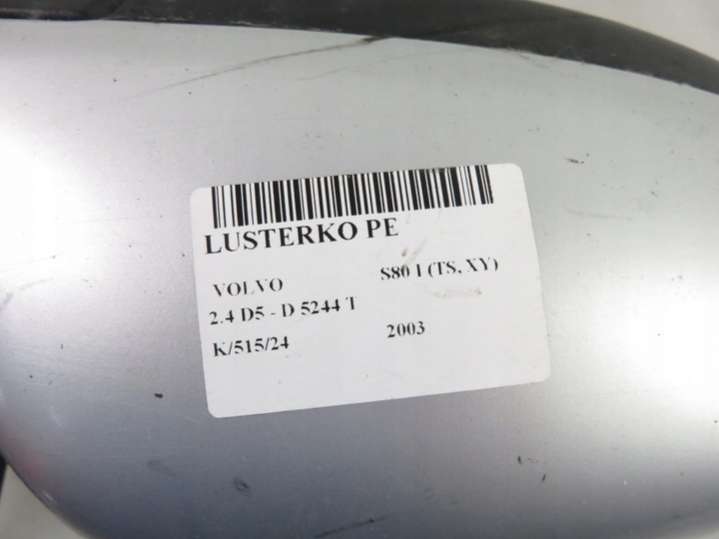 LUSTERKO PE
VOLVO S80 I (TS, XY)
2.4 D5 - D 5244 T
K/515/24 2003